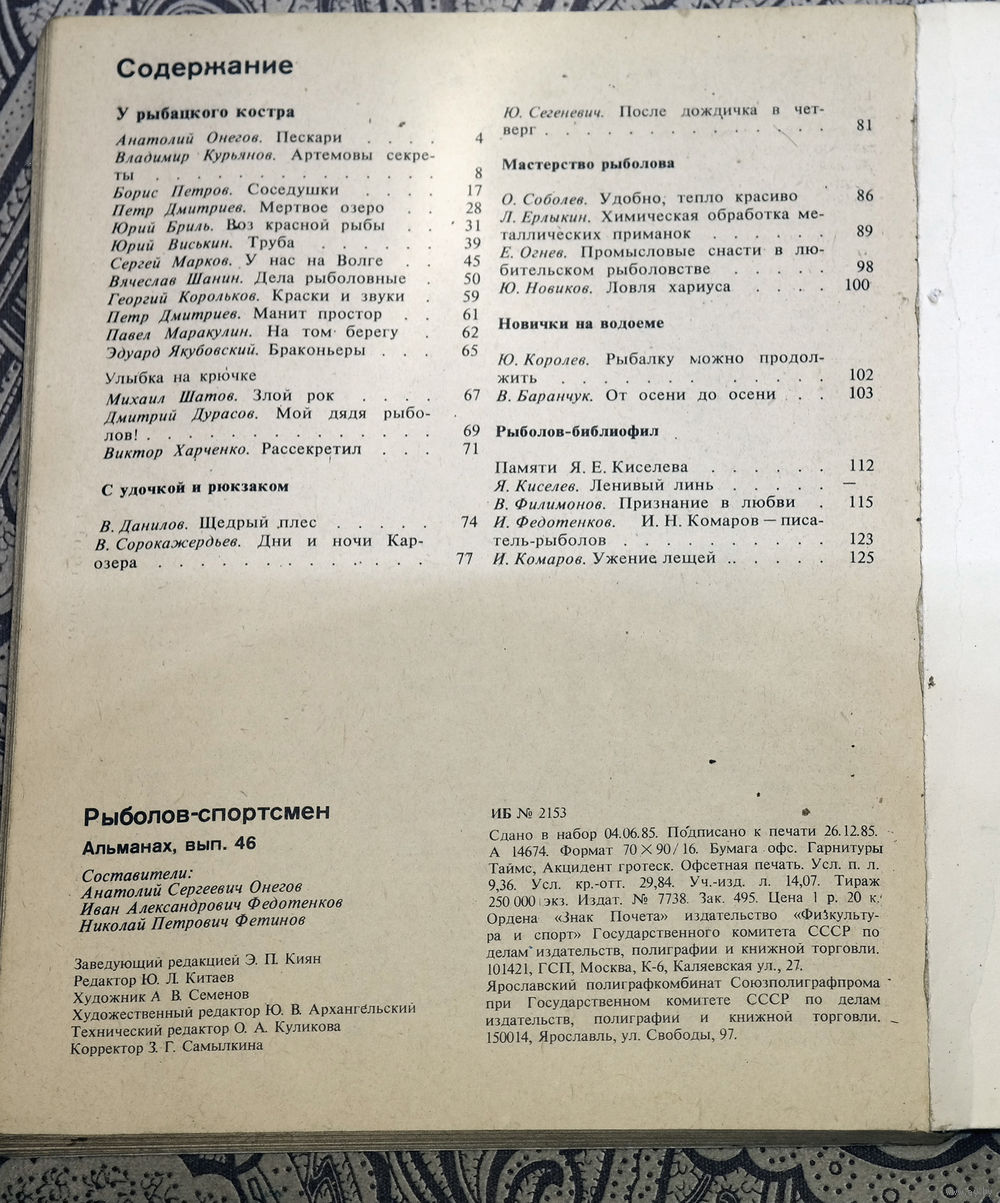 Содержание
У рыбацкого костра
Анатолий Онегов. Пескари . . . . 4
Владимир Курьянов. Артемовы секре-
ты . . . . . . . . . . . . . 8
Борис Петров. Соседушки . . . . 17
Петр Дмитриев. Мертвое озеро . . 28
Юрий Бриль. Воз красной рыбы . . 31
Юрий Виськин. Труба . . . . . . 39
Сергей Марков. У нас на Волге . . 45
Вячеслав Шанин. Дела рыболовные . 50
Георгий Корольков. Краски и звуки . 59
Петр Дмитриев. Манит простор . . 61
Павел Маракулин. На том берегу . 62
Эдуард Якубовский. Браконьеры . . . 65
Улыбка на крючке
Михаил Шатов. Злой рок . . . . 67
Дмитрий Дурасов. Мой дядя рыбо-
лов! . . . . . . . . . . . . . 69
Виктор Харченко. Рассекретил . . . 71
С удочкой и рюкзаком
В. Данилов. Щедрый плес . . . . . 74
В. Сорокажердьев. Дни и ночи Кар-
озера . . . . . . . . . . . . 77
Ю. Сегеневич. После дождичка в чет-
верг . . . . . . . . . . . . . 81
Мастерство рыболова
О. Соболев. Удобно, тепло красиво 86
Л. Ерлыкин. Химическая обработка ме-
таллических приманок . . . . . . 89
Е. Огнев. Промысловые снасти в лю-
бительском рыболовстве . . . . . 98
Ю. Новиков. Ловля хариуса . . . . 100
Новички на водоеме
Ю. Королев. Рыбалку можно продол-
жить . . . . . . . . . . . . 102
В. Баранчук. От осени до осени . . 103
Рыболов-библиофил
Памяти Я. Е. Киселева . . . . . . 112
Я. Киселев. Ленивый линь . . . . . —
В. Филимонов. Признание в любви . 115
И. Федотенков. И. Н. Комаров — писа-
тель-рыболов . . . . . . . . . . 123
И. Комаров. Ужение лещей . . . . . . 125
Рыболов-спортсмен
Альманах, вып. 46
Составители:
Анатолий Сергеевич Онегов
Иван Александрович Федотенков
Николай Петрович Фетинов
Заведующий редакцией Э. П. Киян
Редактор Ю. Л. Китаев
Художник А В. Семенов
Художественный редактор Ю. В. Архангельский
Технический редактор О. А. Куликова
Корректор З. Г. Самылкина
ИБ № 2153
Сдано в набор 04.06.85. Подписано к печати 26.12.85.
А 14674. Формат 70×90/16. Бумага офс. Гарнитуры
Таймс, Акцидент гротеск. Офсетная печать. Усл. п. л.
9,36. Усл. кр.-отт. 29,84. Уч.-изд. л. 14,07. Тираж
250 000 экз. Издат. № 7738. Зак. 495. Цена 1 р. 20 к.
Ордена «Знак Почета» издательство «Физкульту-
ра и спорт» Государственного комитета СССР по
делам издательств, полиграфии и книжной торговли.
101421, ГСП, Москва, К-6, Каляевская ул., 27.
Ярославский полиграфкомбинат Союзполиграфпрома
при Государственном комитете СССР по делам
издательств, полиграфии и книжной торговли.
150014, Ярославль, ул. Свободы, 97.